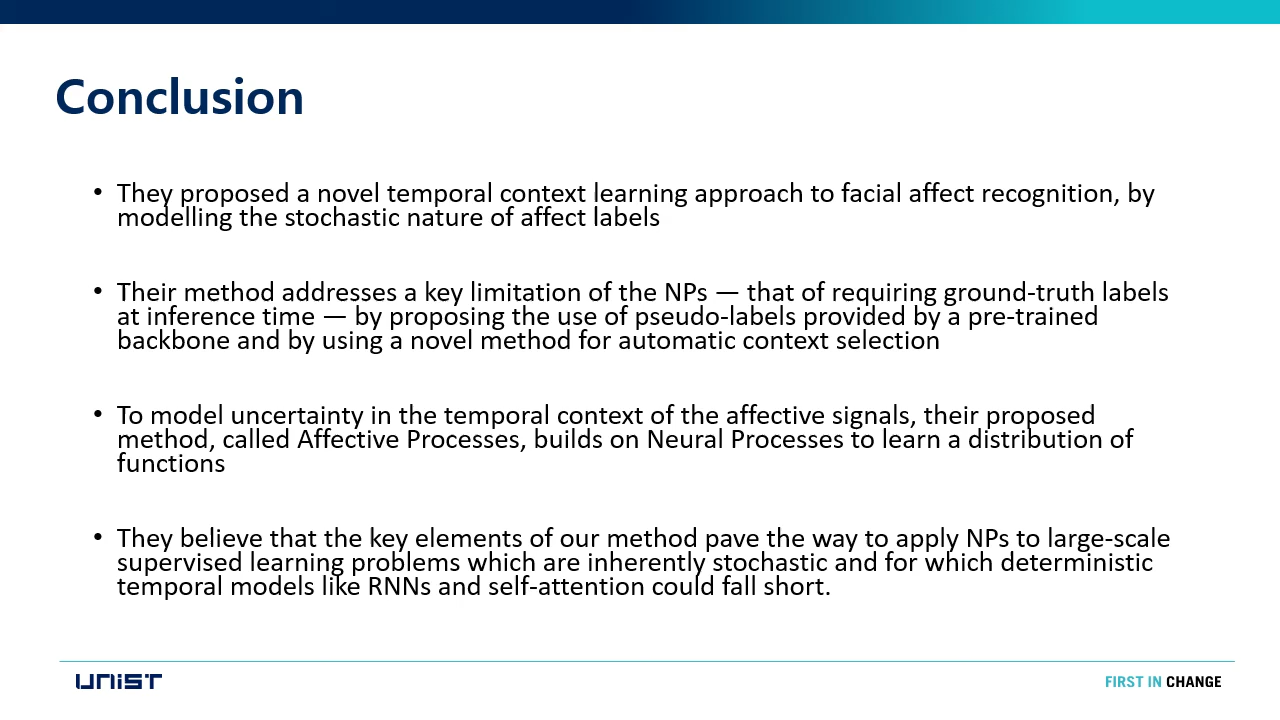 Conclusion
• They proposed a novel temporal context learning approach to facial affect recognition, by
modelling the stochastic nature of affect labels
• Their method addresses a key limitation of the NPs — that of requiring ground-truth labels
at inference time — by proposing the use of pseudo-labels provided by a pre-trained
backbone and by using a novel method for automatic context selection
• To model uncertainty in the temporal context of the affective signals, their proposed
method, called Affective Processes, builds on Neural Processes to learn a distribution of
functions
• They believe that the key elements of our method pave the way to apply NPs to large-scale
supervised learning problems which are inherently stochastic and for which deterministic
temporal models like RNNs and self-attention could fall short.
UNIST
FIRST IN CHANGE